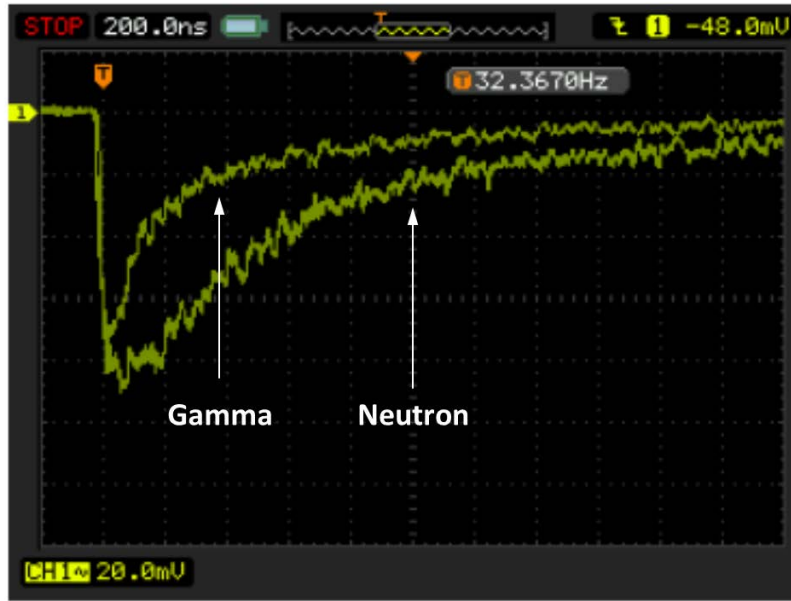 STOP 200.0ns T 1 -48.0mV
T T 32.3670Hz
1
Gamma Neutron
CH1~ 20.0mV